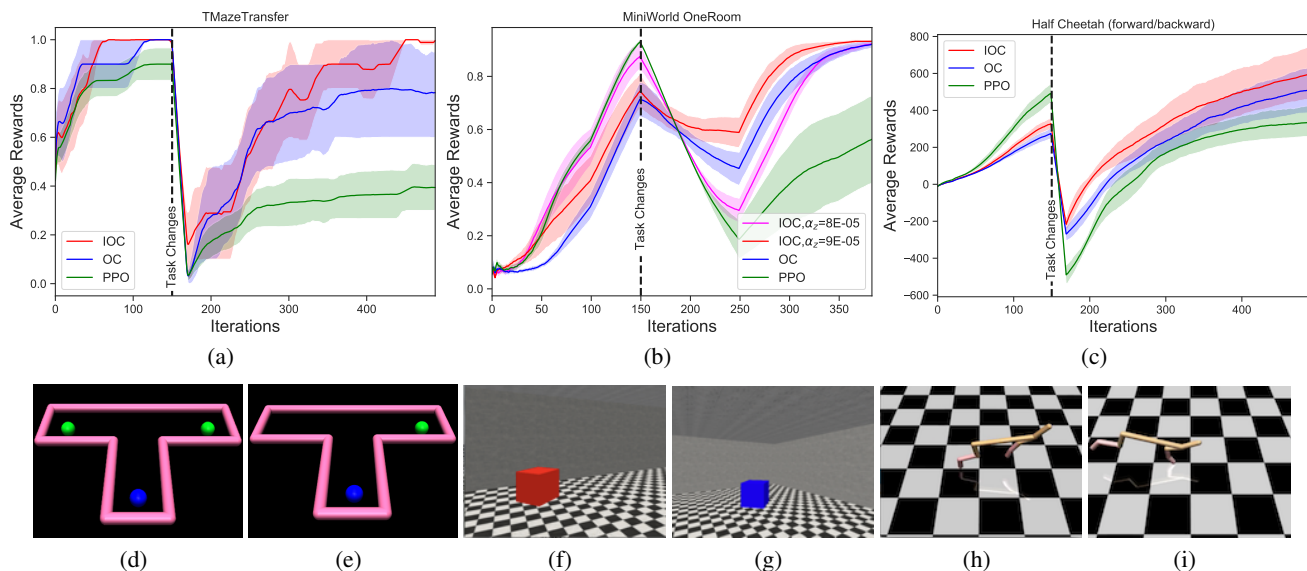 TMazeTransfer
1.0
0.8
0.6
0.4
0.2
0.0
Average Rewards
IOC
OC
PPO
Task Changes
0 100 200 300 400
Iterations
(a)
MiniWorld OneRoom
0.8
0.6
0.4
0.2
0.0
Average Rewards
Task Changes
IOC,α_z=8E-05
IOC,α_z=9E-05
OC
PPO
0 50 100 150 200 250 300 350
Iterations
(b)
Half Cheetah (forward/backward)
800
600
400
200
0
−200
−400
−600
Average Rewards
IOC
OC
PPO
Task Changes
0 100 200 300 400
Iterations
(c)
(d) (e) (f) (g) (h) (i)